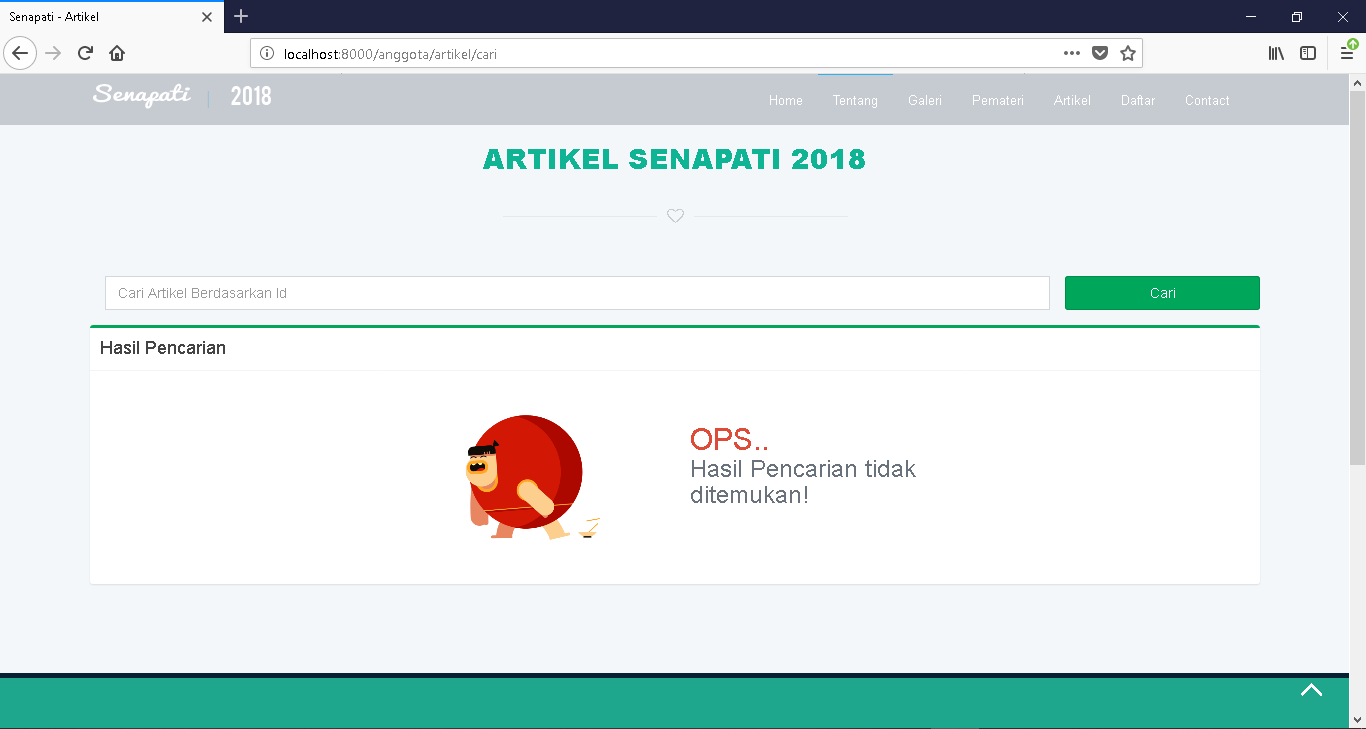 Senapati - Artikel
localhost:8000/anggota/artikel/cari
Senapati | 2018
Home Tentang Galeri Pemateri Artikel Daftar Contact
ARTIKEL SENAPATI 2018
Cari Artikel Berdasarkan Id
Cari
Hasil Pencarian
OPS..
Hasil Pencarian tidak
ditemukan!